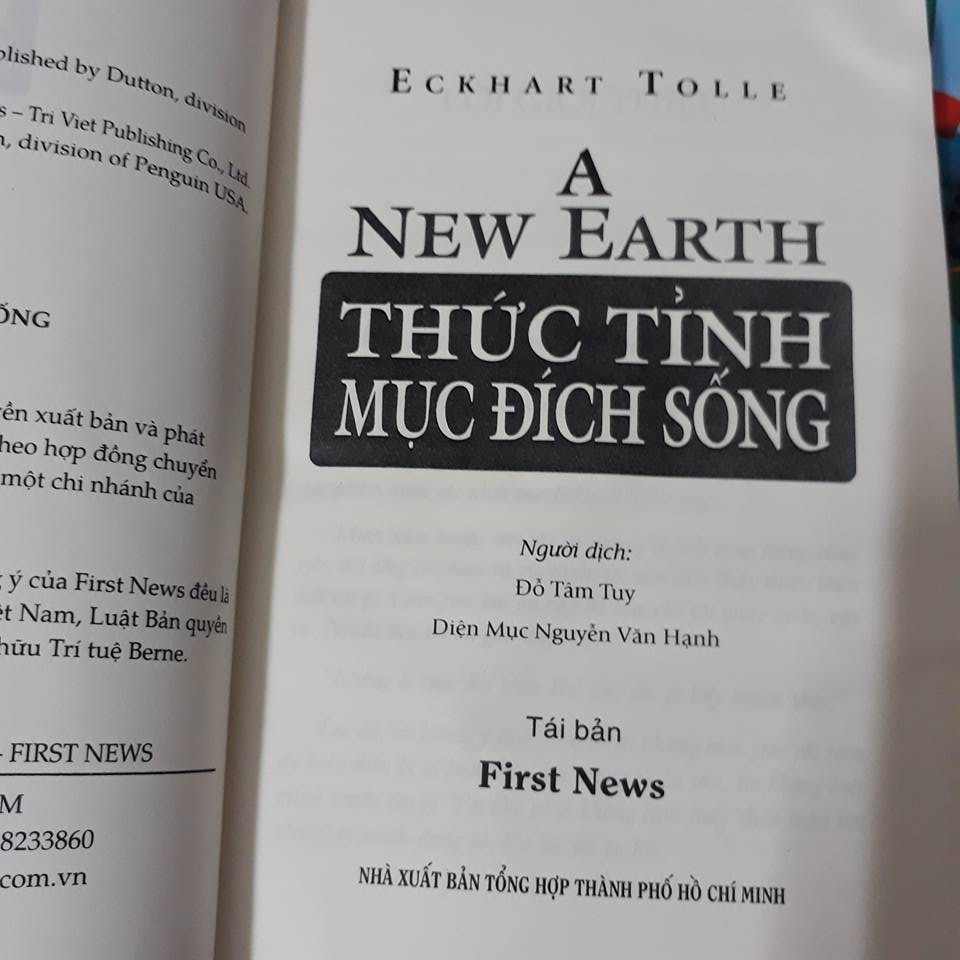 blished by Dutton, division
s – Tri Viet Publishing Co., Ltd.
n, division of Penguin USA.
ỐNG
ền xuất bản và phát
heo hợp đồng chuyển
một chi nhánh của
ý của First News đều là
ệt Nam, Luật Bản quyền
hữu Trí tuệ Berne.
- FIRST NEWS
M
8233860
com.vn
ECKHART TOLLE
A
NEW EARTH
THỨC TỈNH
MỤC ĐÍCH SỐNG
Người dịch:
Đỗ Tâm Tuy
Diện Mục Nguyễn Văn Hạnh
Tái bản
First News
NHÀ XUẤT BẢN TỔNG HỢP THÀNH PHỐ HỒ CHÍ MINH